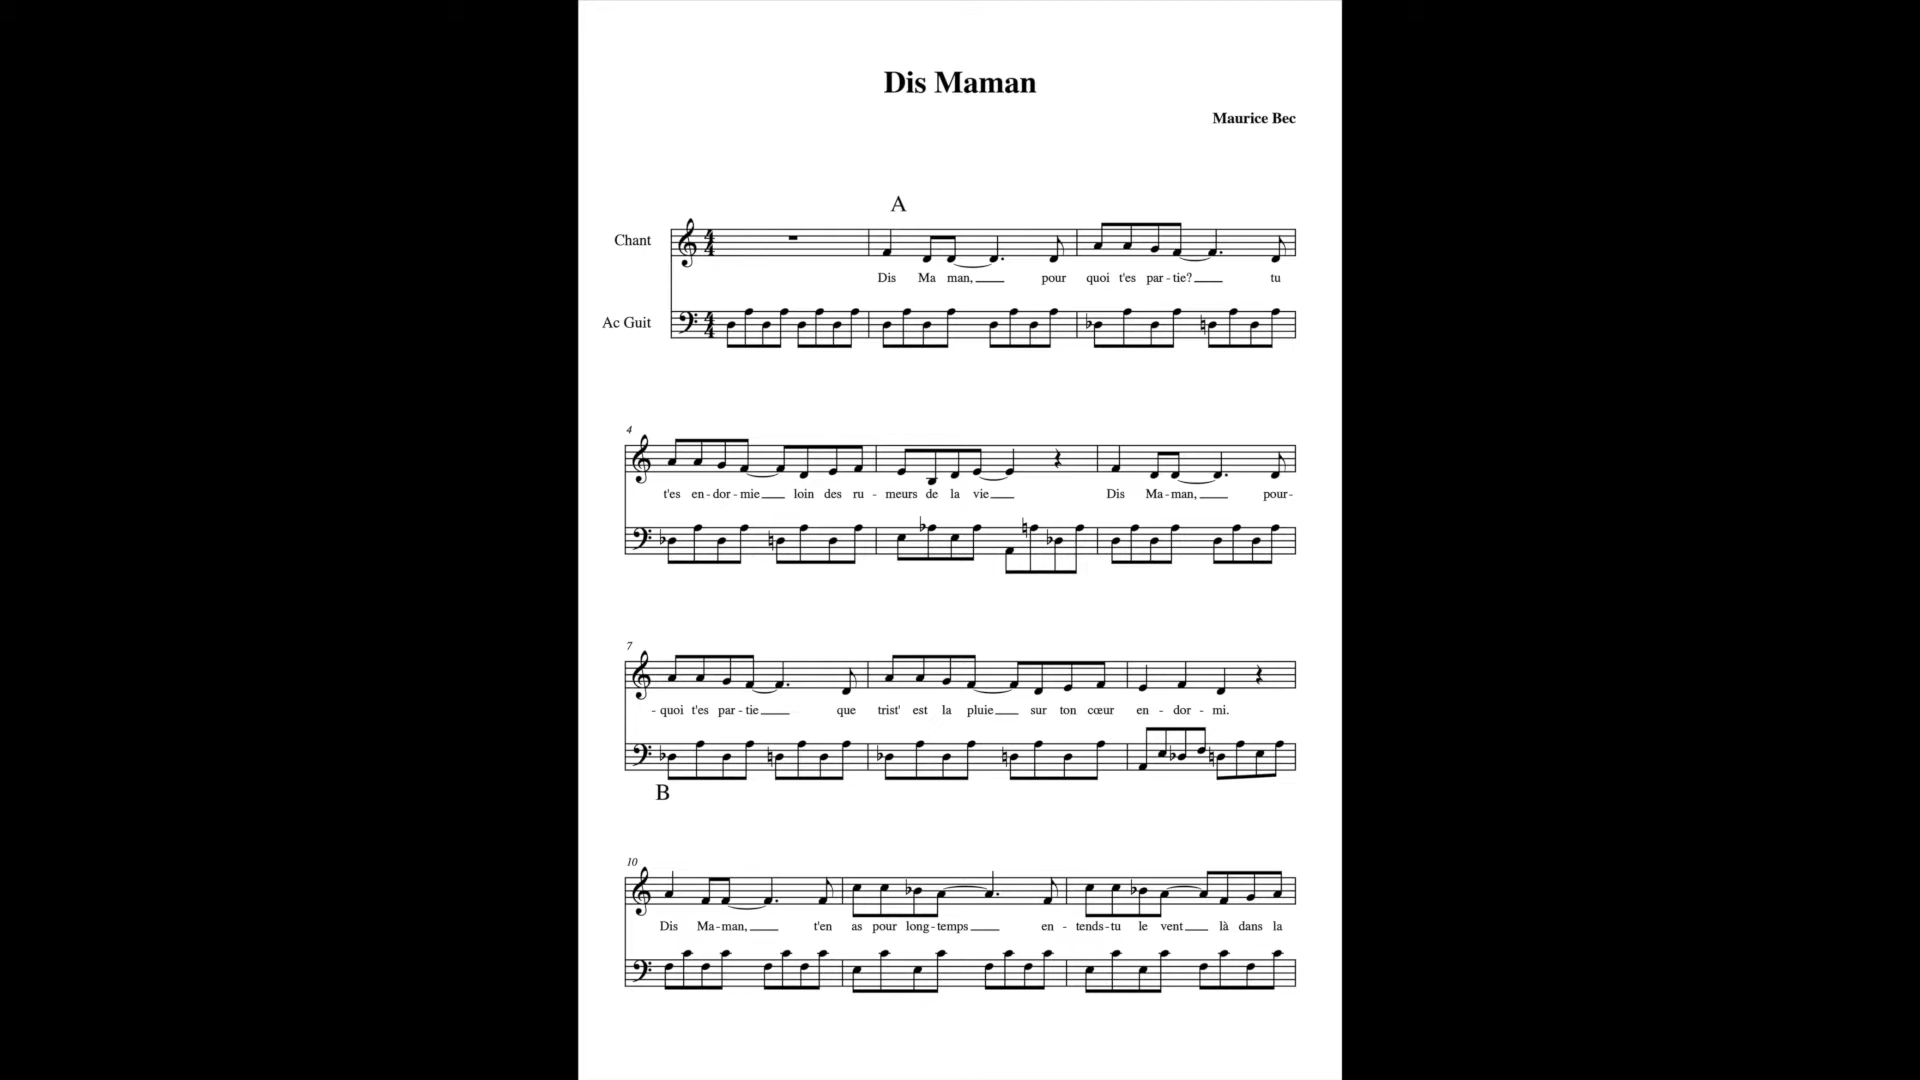 Dis Maman
Maurice Bec
A
Chant
Dis Ma man, pour quoi t'es par - tie? tu
Ac Guit
4
t'es en - dor - mie loin des ru - meurs de la vie Dis Ma - man, pour-
7
- quoi t'es par - tie que trist' est la pluie sur ton cœur en - dor - mi.
B
10
Dis Ma - man, t'en as pour long - temps en - tends - tu le vent là dans la